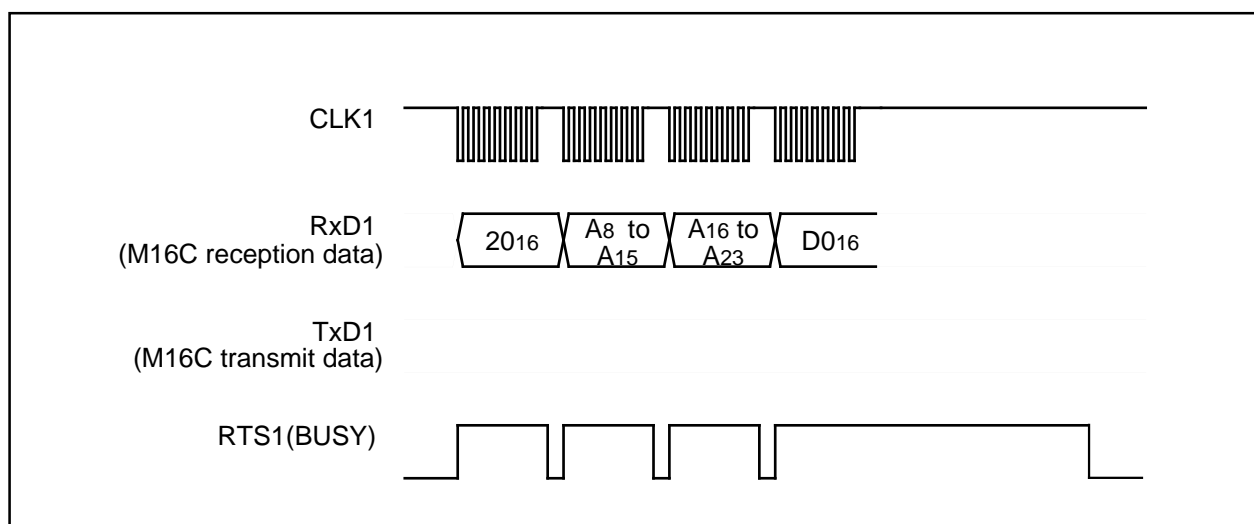 CLK1
RxD1
(M16C reception data)
2016
A8 to
A15
A16 to
A23
D016
TxD1
(M16C transmit data)
RTS1(BUSY)